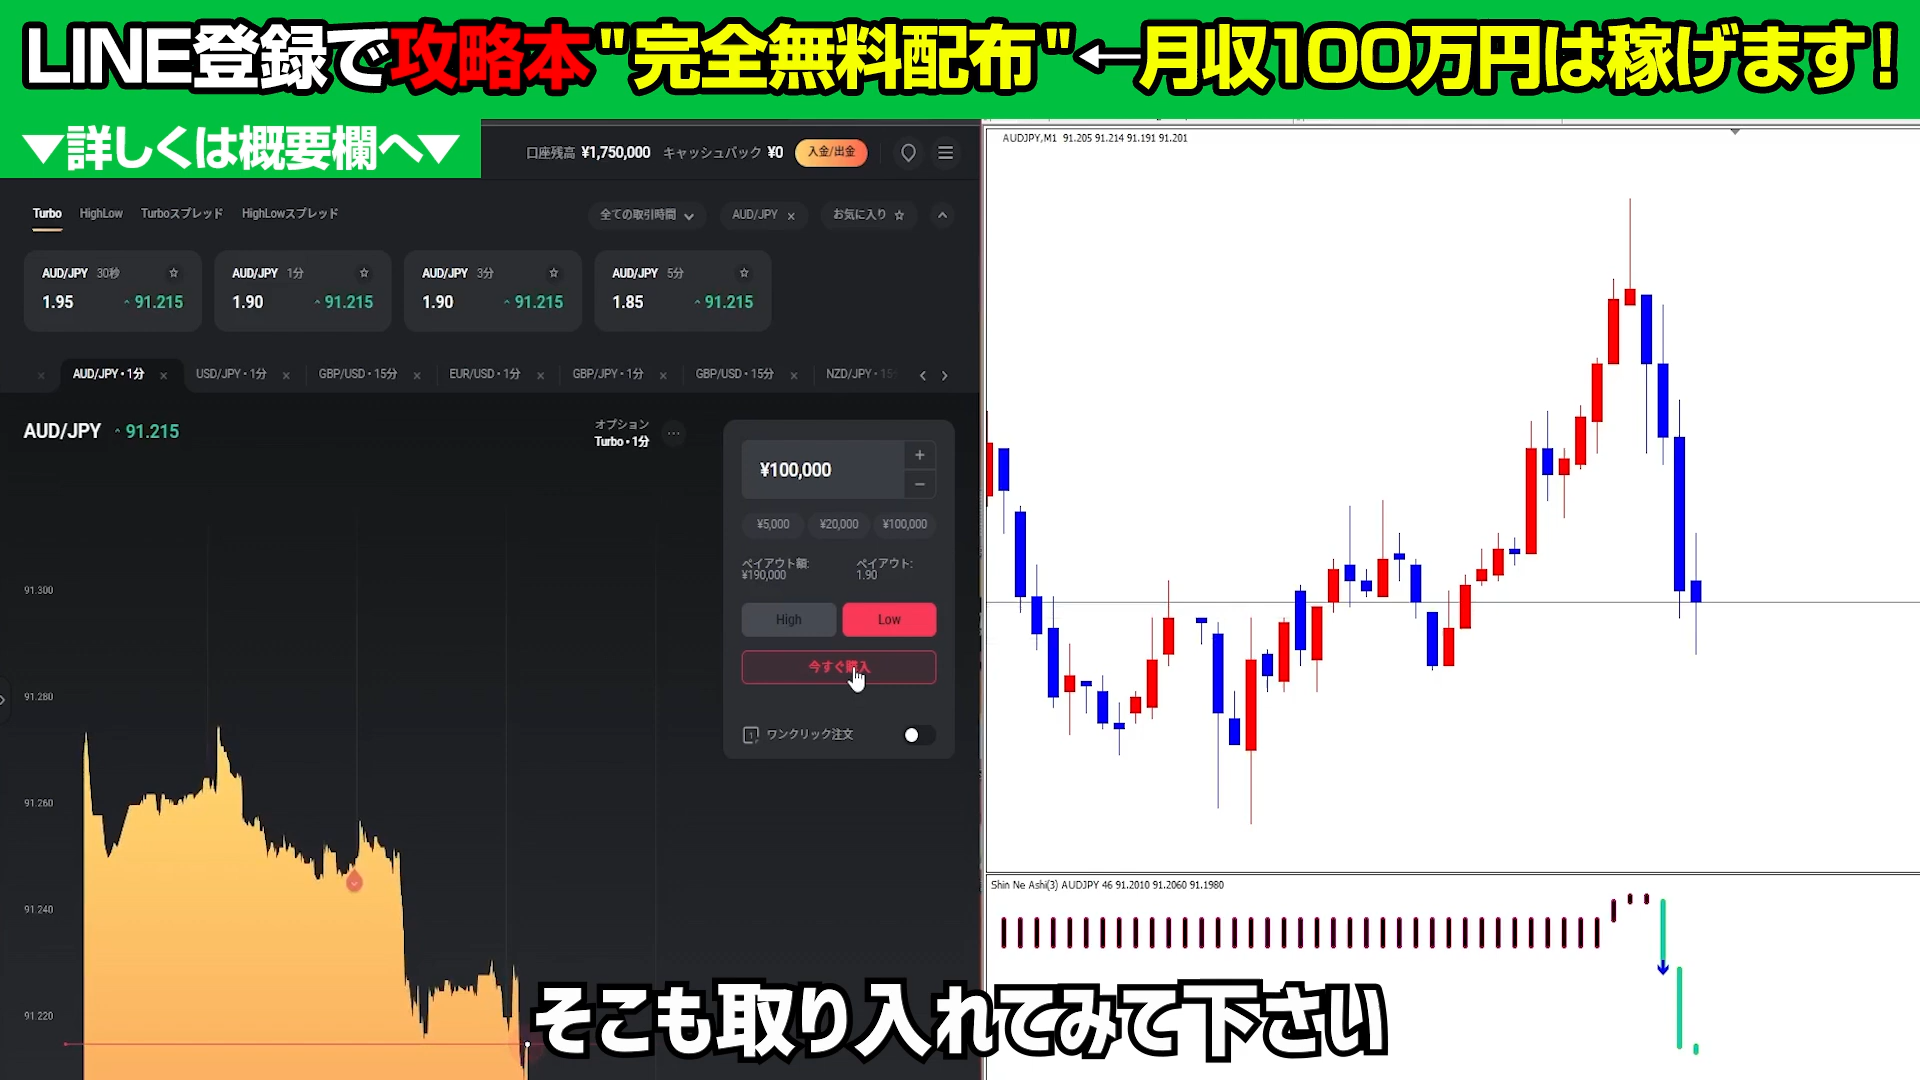 LINE登録で攻略本"完全無料配布"←月収100万円は稼げます!
▼詳しくは概要欄へ▼
口座残高 ¥1,750,000 キャッシュバック ¥0 入金/出金
Turbo HighLow Turboスプレッド HighLowスプレッド 全ての取引時間 AUD/JPY × お気に入り ☆
AUD/JPY 30秒 ☆ AUD/JPY 1分 ☆ AUD/JPY 3分 ☆ AUD/JPY 5分 ☆
1.95 91.215 1.90 91.215 1.90 91.215 1.85 91.215
× AUD/JPY • 1分 × USD/JPY • 1分 × GBP/USD • 15分 × EUR/USD • 1分 × GBP/JPY • 1分 × GBP/USD • 15分 × NZD/JPY • 15
AUD/JPY 91.215
オプション
Turbo • 1分
¥100,000
+
−
¥5,000 ¥20,000 ¥100,000
ペイアウト額: ペイアウト:
¥190,000 1.90
High Low
今すぐ購入
1 ワンクリック注文
91.300
91.280
91.260
91.240
91.220
AUDJPY,M1 91.205 91.214 91.191 91.201
Shin Ne Ashi(3) AUDJPY 46 91.2010 91.2060 91.1980
そこも取り入れてみて下さい